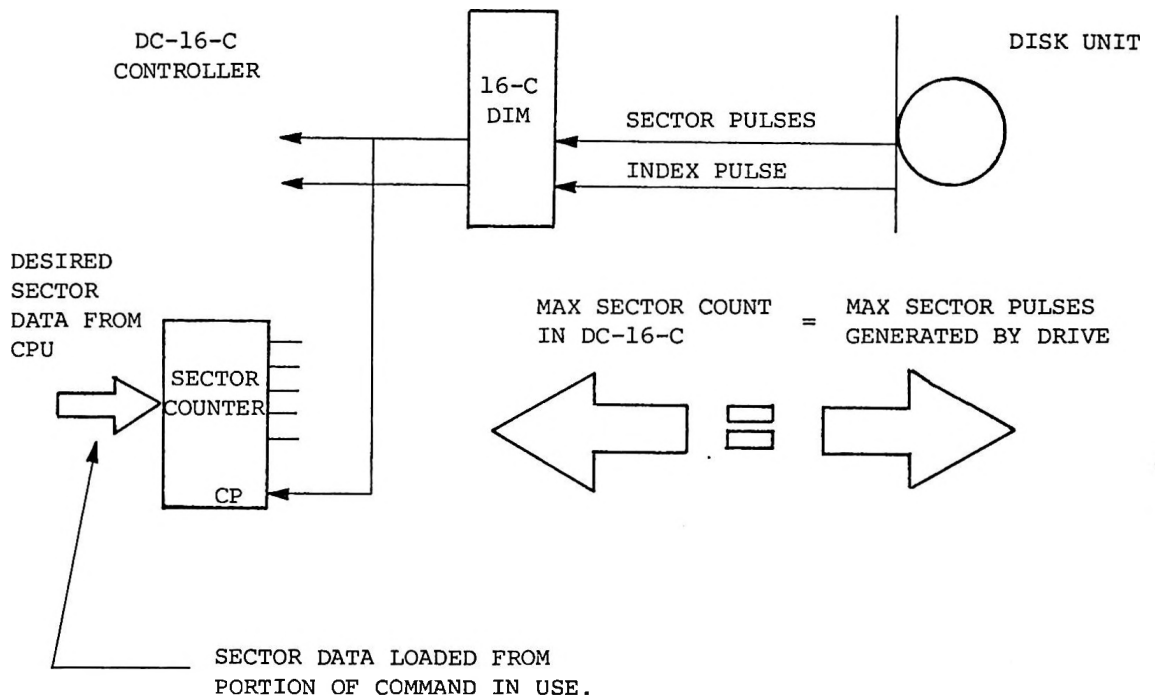 DC-16-C
CONTROLLER
16-C
DIM
DISK UNIT
SECTOR PULSES
INDEX PULSE
DESIRED
SECTOR
DATA FROM
CPU
SECTOR
COUNTER
CP
MAX SECTOR COUNT
IN DC-16-C
=
MAX SECTOR PULSES
GENERATED BY DRIVE
SECTOR DATA LOADED FROM
PORTION OF COMMAND IN USE.